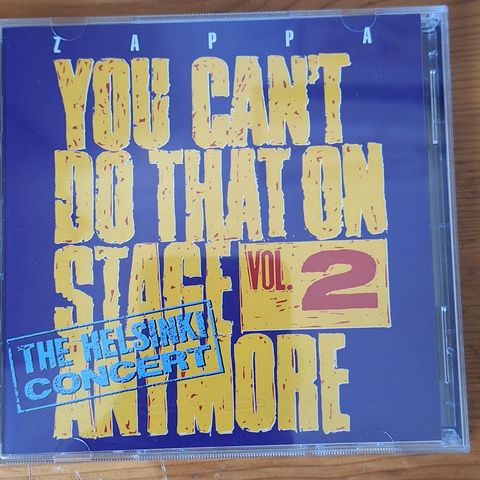 ZAPPA
YOU CAN'T
DO THAT ON
STAGE VOL. 2
THE HELSINKI
CONCERT
ANYMORE